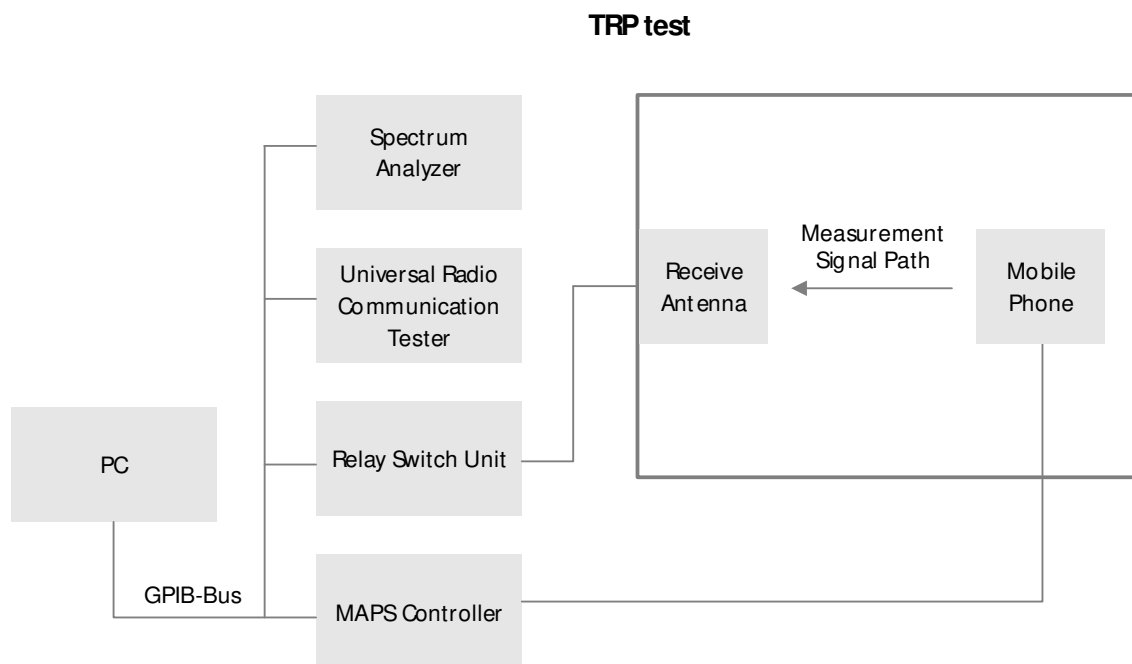 TRP test
Spectrum
Analyzer
Universal Radio
Communication
Tester
Receive
Antenna
Measurement
Signal Path
Mobile
Phone
PC
Relay Switch Unit
GPIB-Bus
MAPS Controller